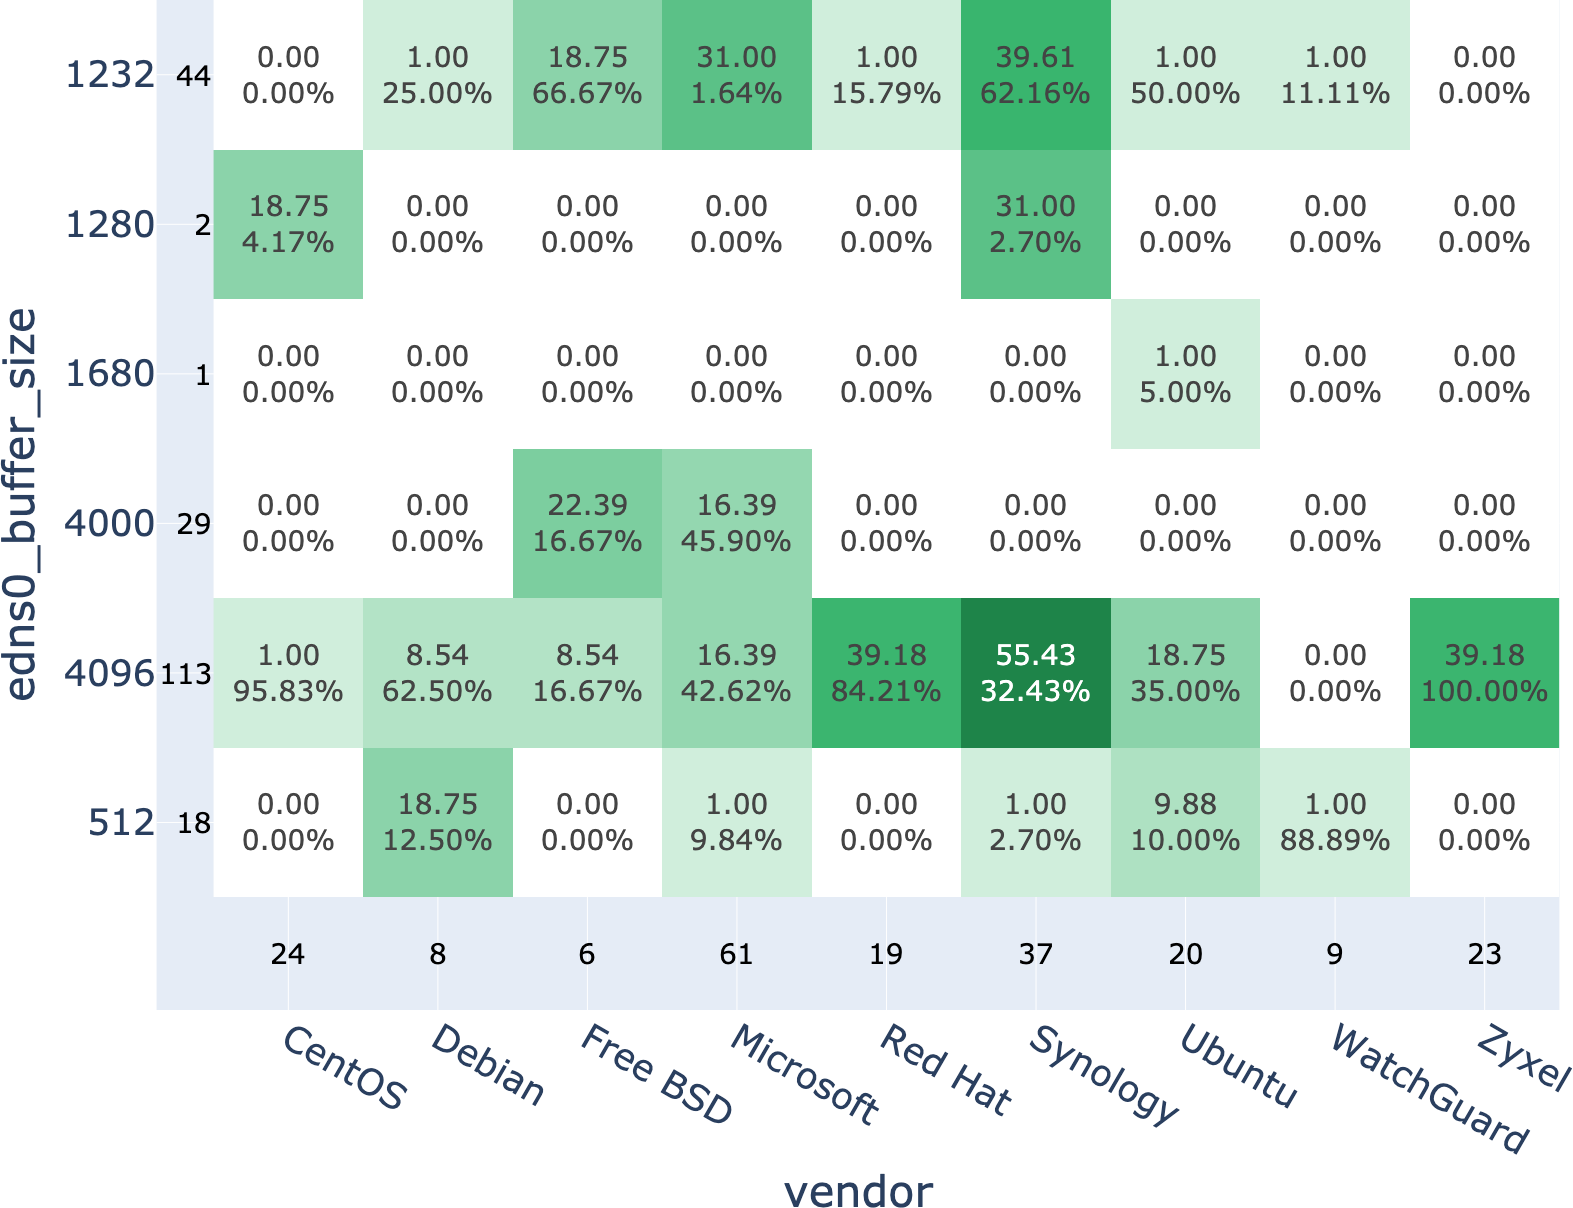 edns0_buffer_size
1232 44 0.00 1.00 18.75 31.00 1.00 39.61 1.00 1.00 0.00
0.00% 25.00% 66.67% 1.64% 15.79% 62.16% 50.00% 11.11% 0.00%
1280 2 18.75 0.00 0.00 0.00 0.00 31.00 0.00 0.00 0.00
4.17% 0.00% 0.00% 0.00% 0.00% 2.70% 0.00% 0.00% 0.00%
1680 1 0.00 0.00 0.00 0.00 0.00 0.00 1.00 0.00 0.00
0.00% 0.00% 0.00% 0.00% 0.00% 0.00% 5.00% 0.00% 0.00%
4000 29 0.00 0.00 22.39 16.39 0.00 0.00 0.00 0.00 0.00
0.00% 0.00% 16.67% 45.90% 0.00% 0.00% 0.00% 0.00% 0.00%
4096 113 1.00 8.54 8.54 16.39 39.18 55.43 18.75 0.00 39.18
95.83% 62.50% 16.67% 42.62% 84.21% 32.43% 35.00% 0.00% 100.00%
512 18 0.00 18.75 0.00 1.00 0.00 1.00 9.88 1.00 0.00
0.00% 12.50% 0.00% 9.84% 0.00% 2.70% 10.00% 88.89% 0.00%
24 8 6 61 19 37 20 9 23
CentOS Debian Free BSD Microsoft Red Hat Synology Ubuntu WatchGuard Zyxel
vendor